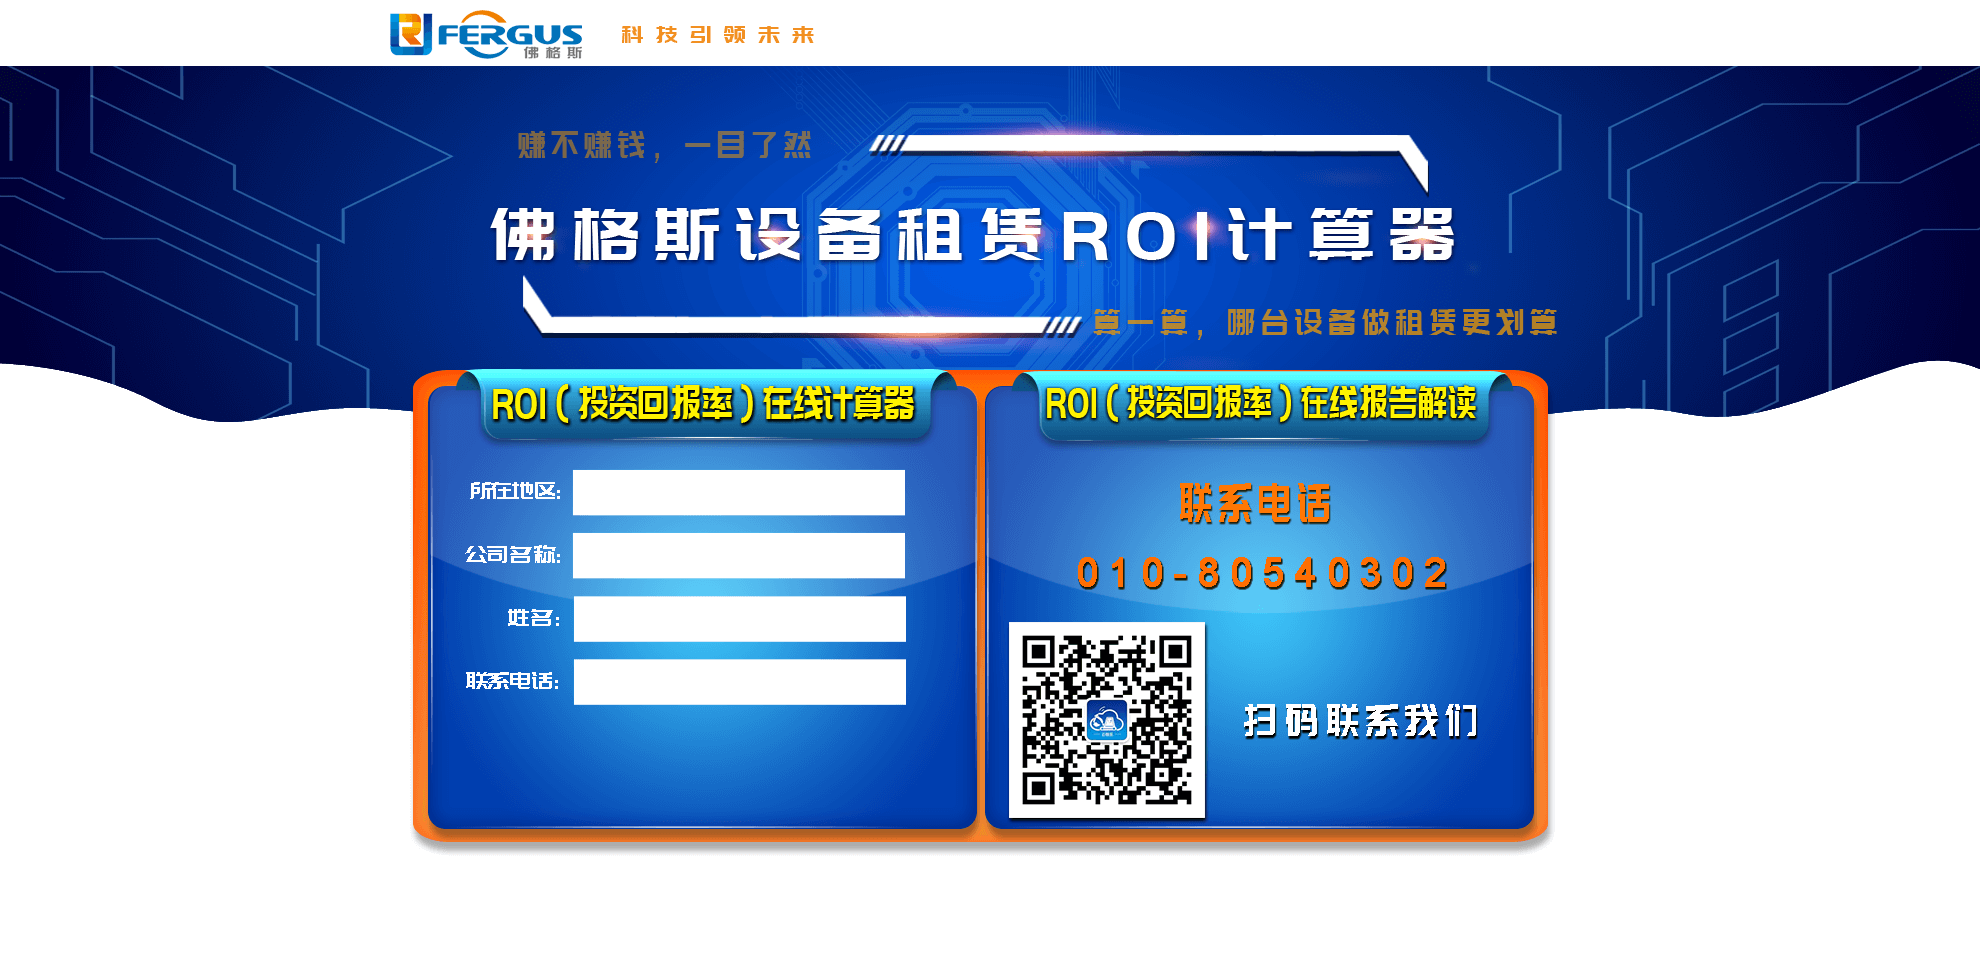 FERGUS
佛格斯
科技引领未来
赚不赚钱，一目了然
佛格斯设备租赁ROI计算器
算一算，哪台设备做租赁更划算
ROI（投资回报率）在线计算器
所在地区:
公司名称:
姓名:
联系电话:
ROI（投资回报率）在线报告解读
联系电话
010-80540302
扫码联系我们